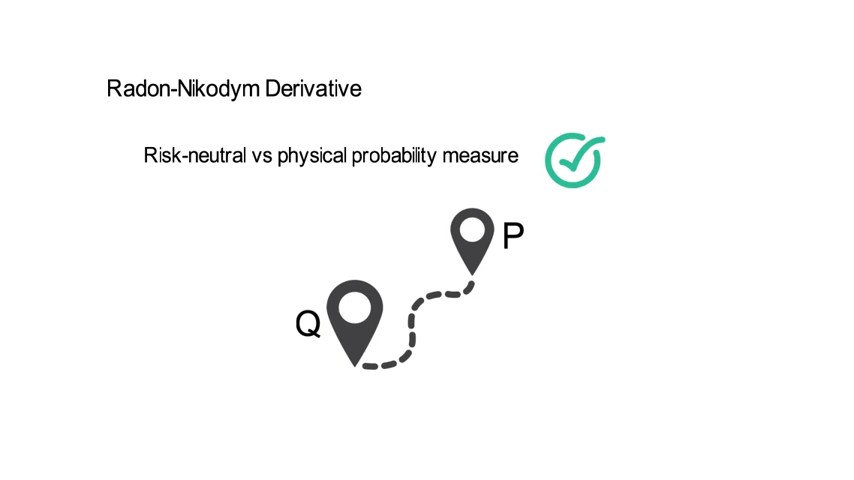 Radon-Nikodym Derivative
Risk-neutral vs physical probability measure
P
Q